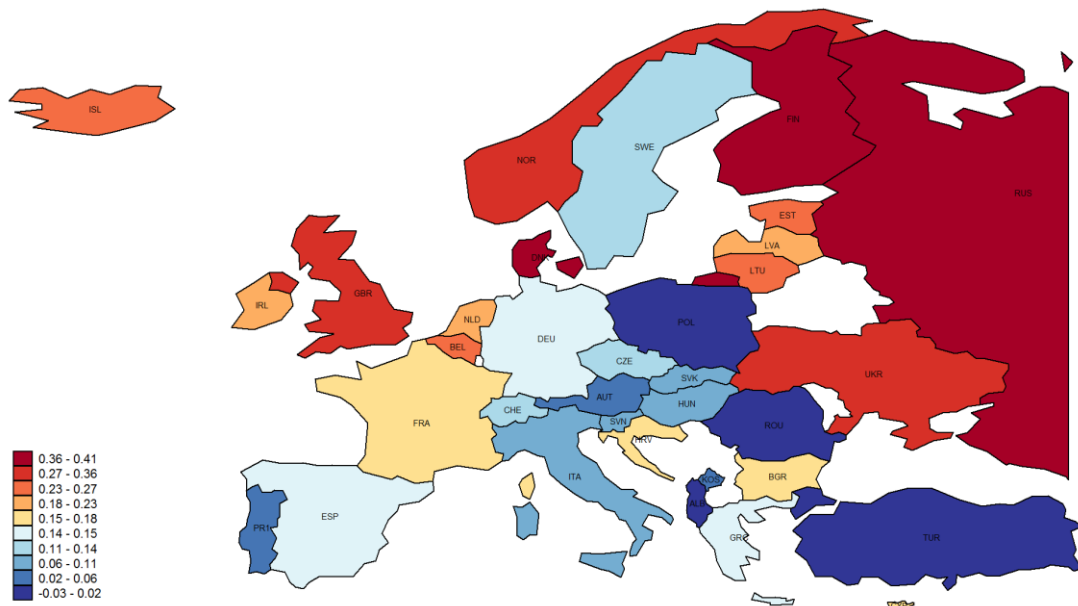 ISL
FIN
NOR
SWE
RUS
EST
LVA
DNK
LTU
GBR
IRL
NLD
POL
DEU
BEL
CZE
UKR
SVK
AUT
HUN
CHE
SVN
FRA
ROU
HRV
ITA
BGR
KOS
ALB
ESP
PRT
GRC
TUR
0.36 - 0.41
0.27 - 0.36
0.23 - 0.27
0.18 - 0.23
0.15 - 0.18
0.14 - 0.15
0.11 - 0.14
0.06 - 0.11
0.02 - 0.06
-0.03 - 0.02